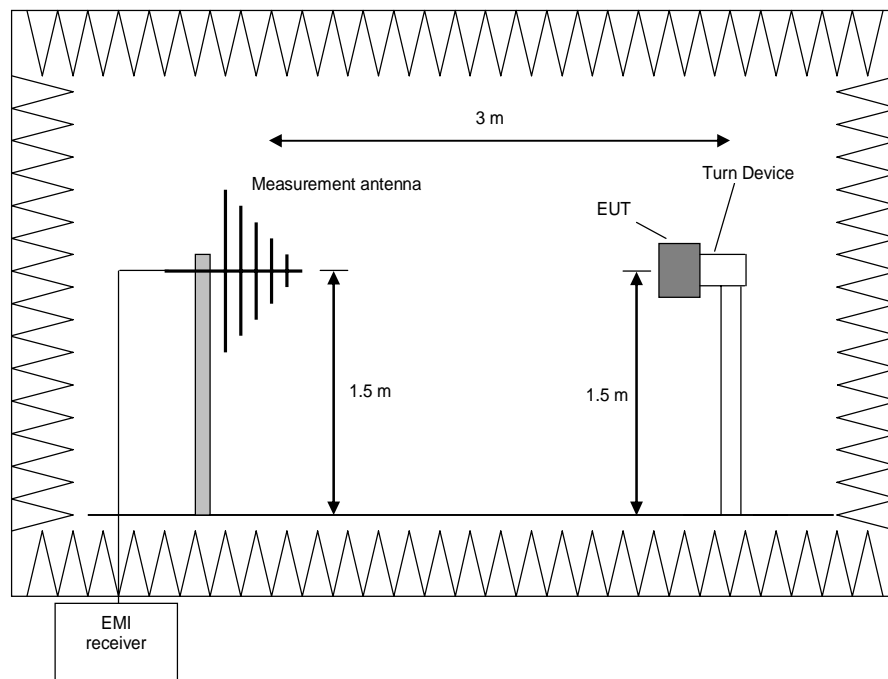 3 m
Measurement antenna
Turn Device
EUT
1.5 m
1.5 m
EMI
receiver